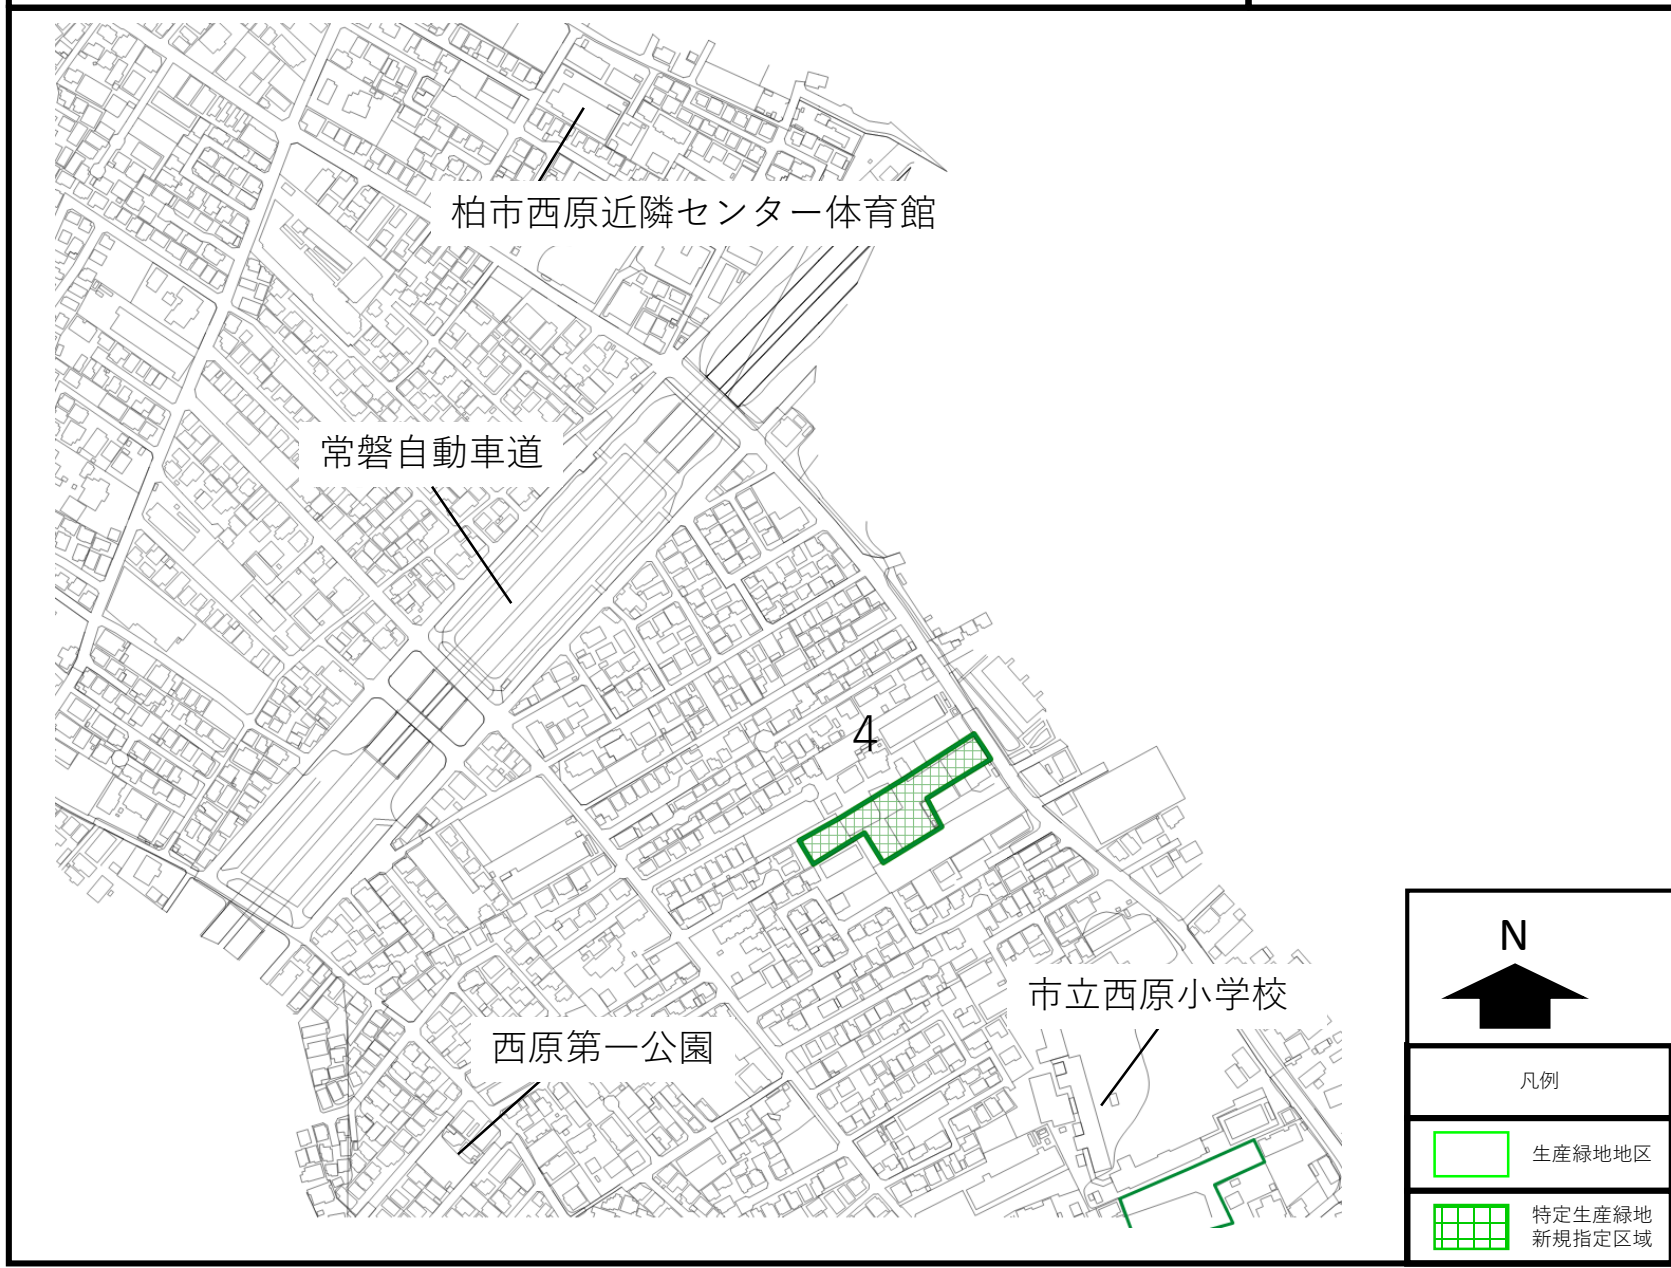 柏市西原近隣センター体育館
常磐自動車道
4
市立西原小学校
西原第一公園
N
凡例
生産緑地地区
特定生産緑地
新規指定区域